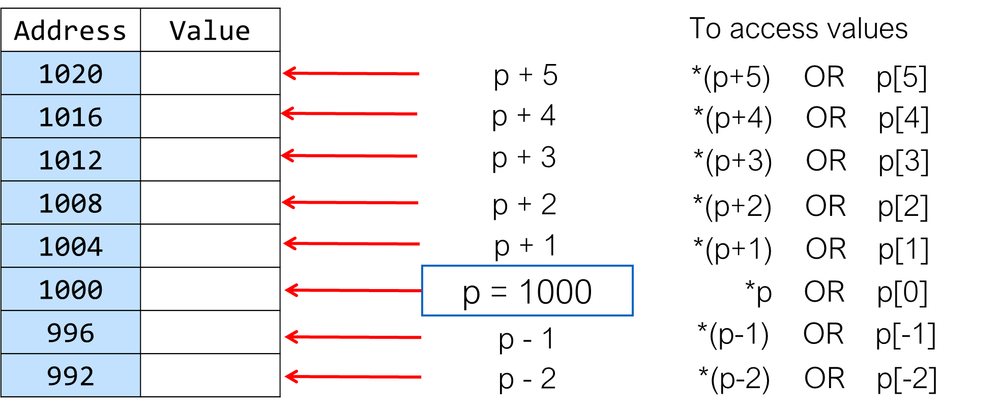 Address Value To access values
1020 p + 5 *(p+5) OR p[5]
1016 p + 4 *(p+4) OR p[4]
1012 p + 3 *(p+3) OR p[3]
1008 p + 2 *(p+2) OR p[2]
1004 p + 1 *(p+1) OR p[1]
1000 p = 1000 *p OR p[0]
996 p - 1 *(p-1) OR p[-1]
992 p - 2 *(p-2) OR p[-2]